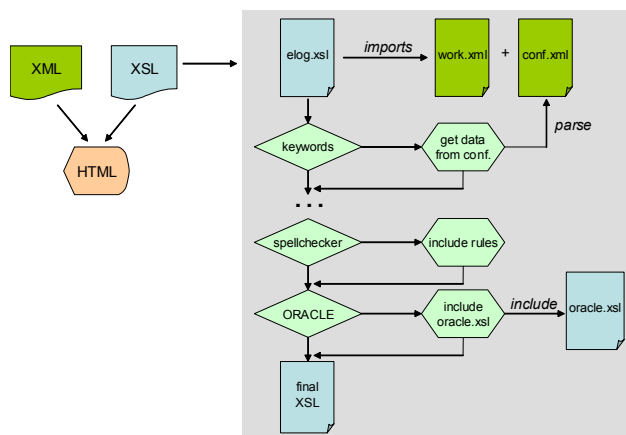 XML
XSL
HTML
elog.xsl
imports
work.xml
+
conf.xml
parse
keywords
get data
from conf.
...
spellchecker
include rules
ORACLE
include
oracle.xsl
include
oracle.xsl
final
XSL